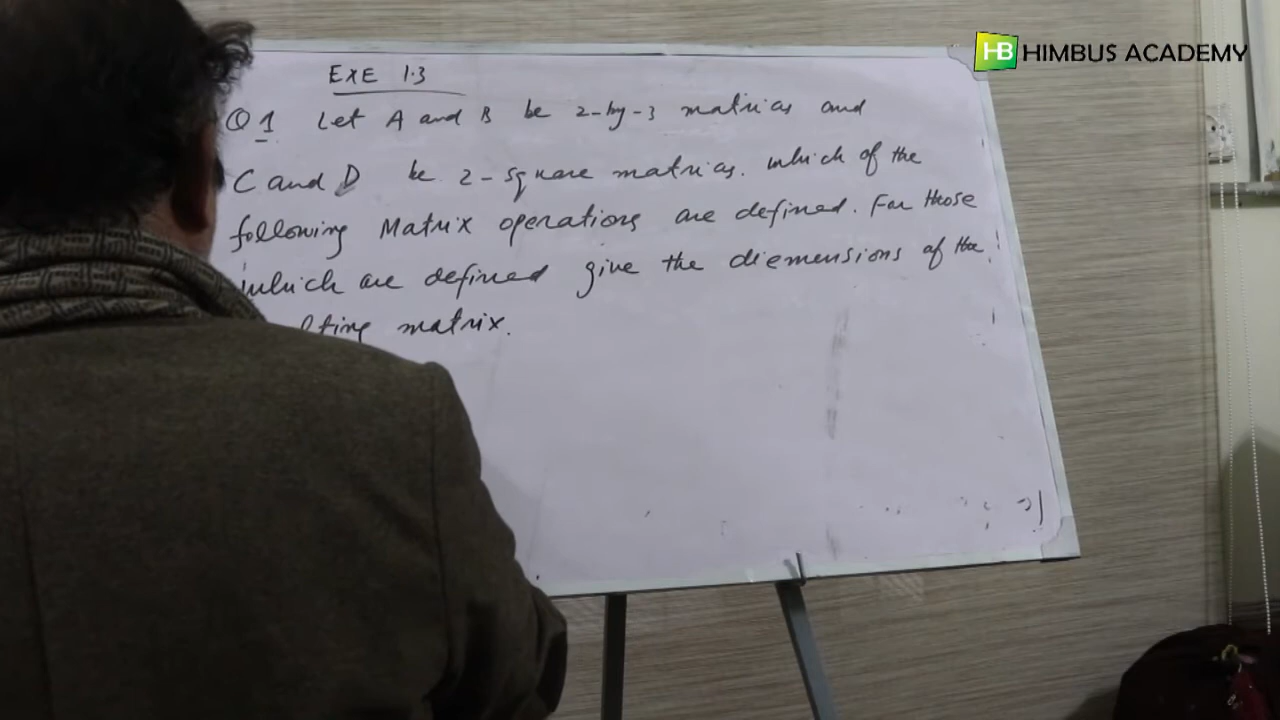 HB HIMBUS ACADEMY
EXE 1.3
Q1 Let A and B be 2-by-3 matrias and
C and D be 2-square matrias. which of the
following Matrix operations are defined. For those
which are defined give the diemensions of the
lting matrix.